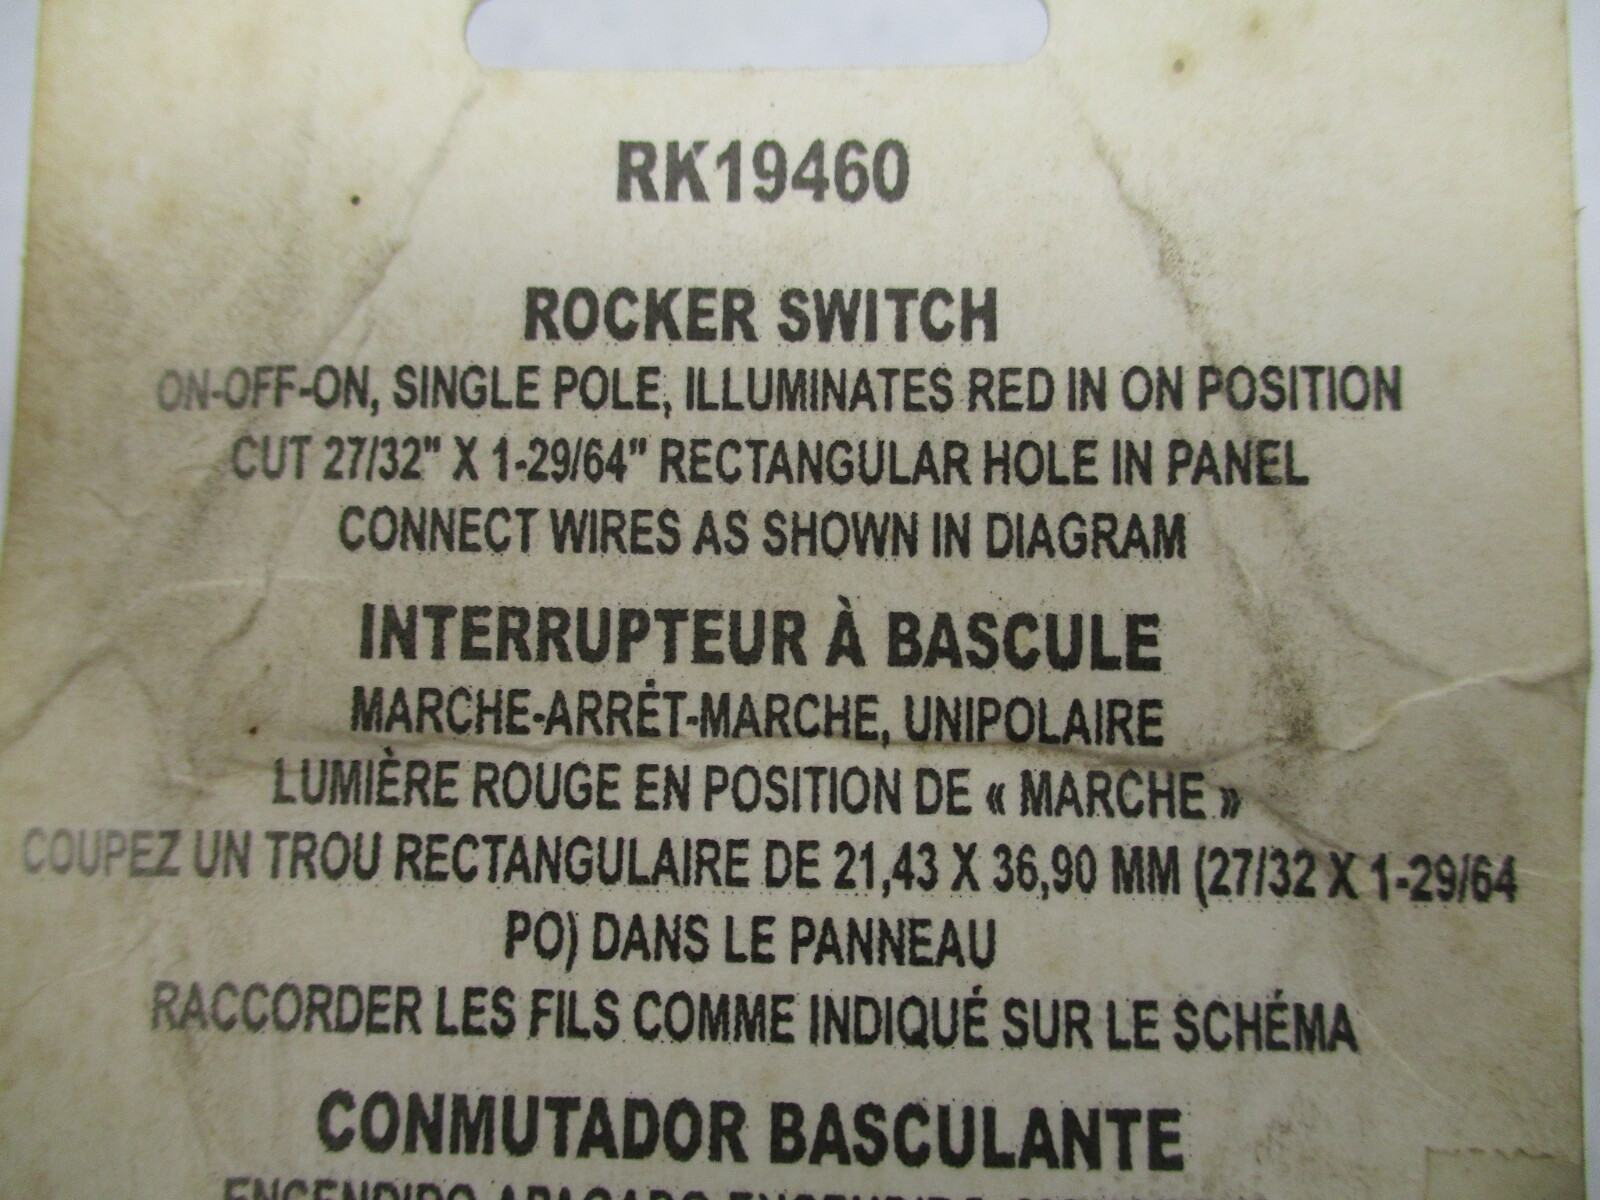 RK19460
ROCKER SWITCH
ON-OFF-ON, SINGLE POLE, ILLUMINATES RED IN ON POSITION
CUT 27/32" X 1-29/64" RECTANGULAR HOLE IN PANEL
CONNECT WIRES AS SHOWN IN DIAGRAM
INTERRUPTEUR À BASCULE
MARCHE-ARRÊT-MARCHE, UNIPOLAIRE
LUMIÈRE ROUGE EN POSITION DE « MARCHE »
COUPEZ UN TROU RECTANGULAIRE DE 21,43 X 36,90 MM (27/32 X 1-29/64
PO) DANS LE PANNEAU
RACCORDER LES FILS COMME INDIQUÉ SUR LE SCHÉMA
CONMUTADOR BASCULANTE